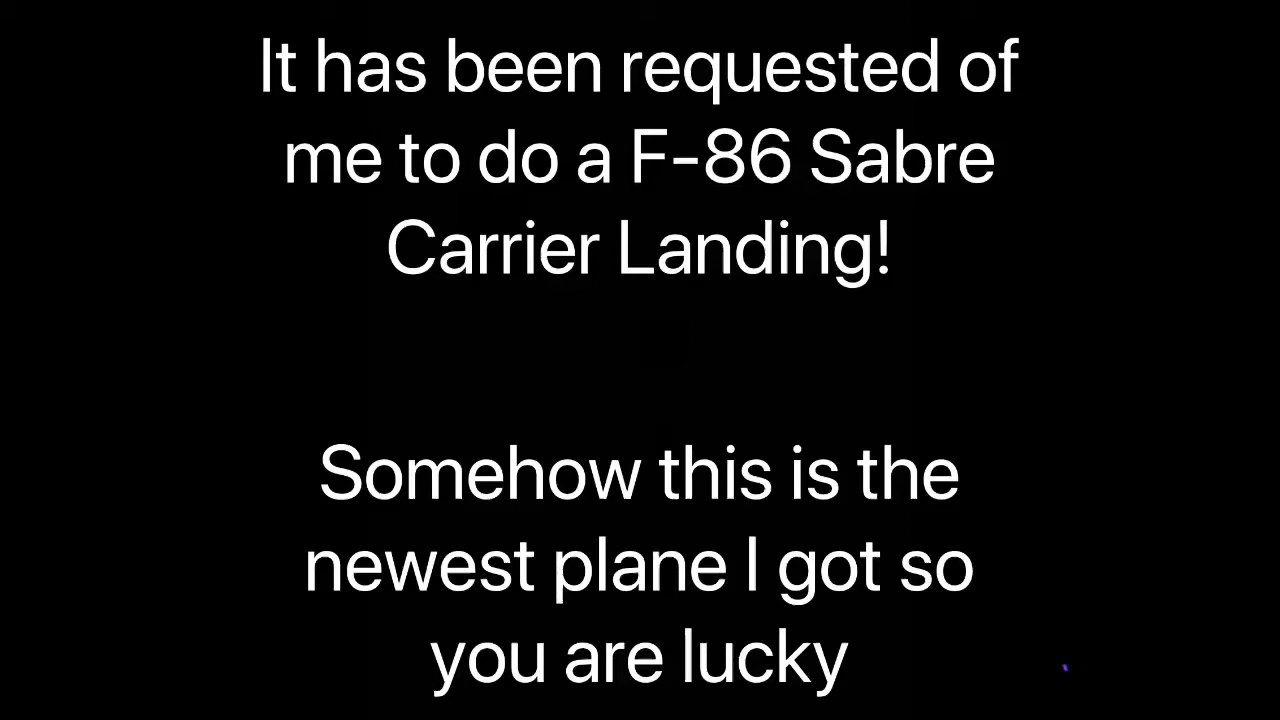 It has been requested of
me to do a F-86 Sabre
Carrier Landing!
Somehow this is the
newest plane I got so
you are lucky